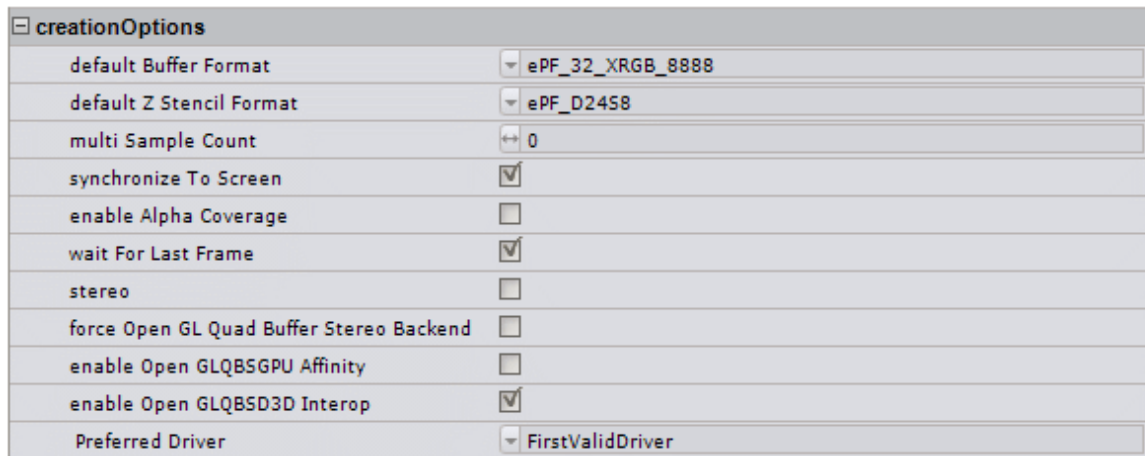 creationOptions
default Buffer Format ePF_32_XRGB_8888
default Z Stencil Format ePF_D24S8
multi Sample Count 0
synchronize To Screen
enable Alpha Coverage
wait For Last Frame
stereo
force Open GL Quad Buffer Stereo Backend
enable Open GLQBSGPU Affinity
enable Open GLQBSD3D Interop
Preferred Driver FirstValidDriver